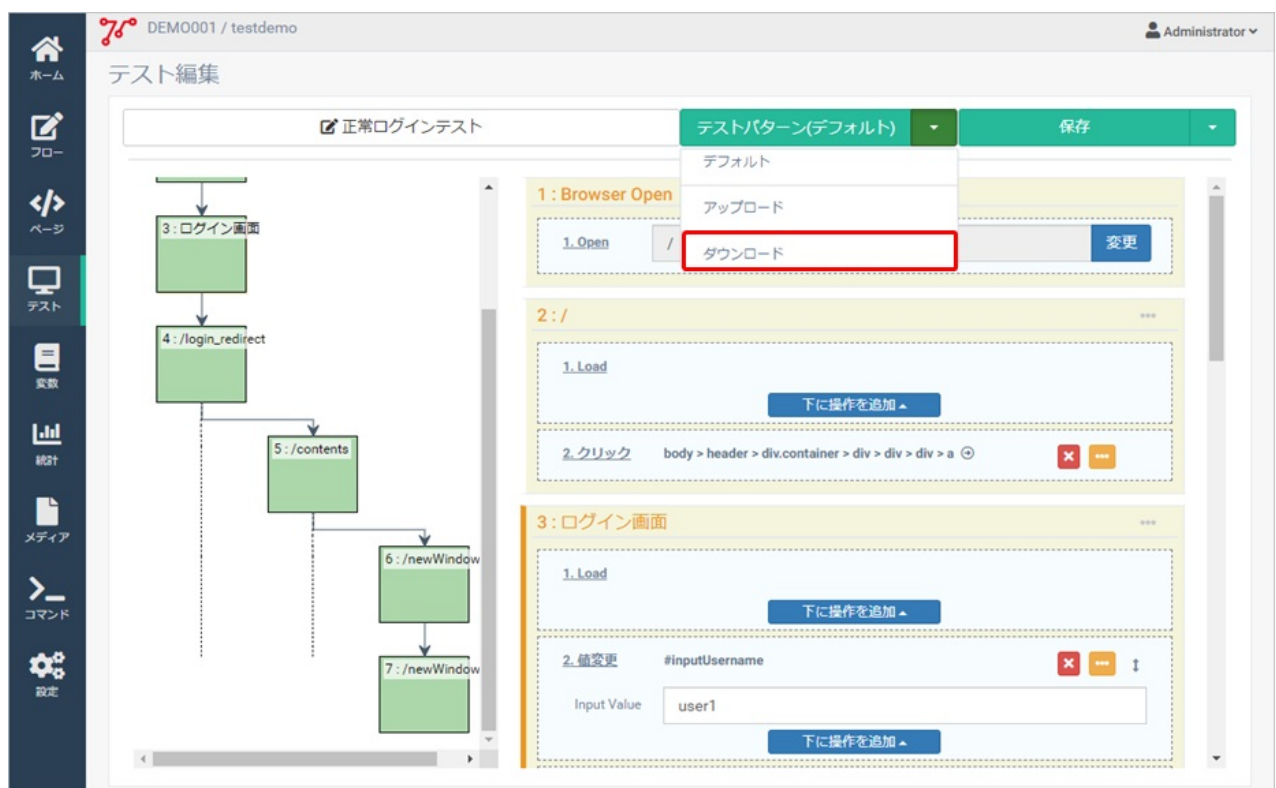 DEMO001 / testdemo
Administrator
ホーム
フロー
ページ
テスト
変数
統計
メディア
コマンド
設定
テスト編集
正常ログインテスト
テストパターン(デフォルト)
保存
デフォルト
アップロード
ダウンロード
3 : ログイン画面
4 : /login_redirect
5 : /contents
6 : /newWindow
7 : /newWindow
1 : Browser Open
1. Open
/
変更
2 : /
1. Load
下に操作を追加
2. クリック
body > header > div.container > div > div > div > a
3 : ログイン画面
1. Load
下に操作を追加
2. 値変更
#inputUsername
Input Value
user1
下に操作を追加